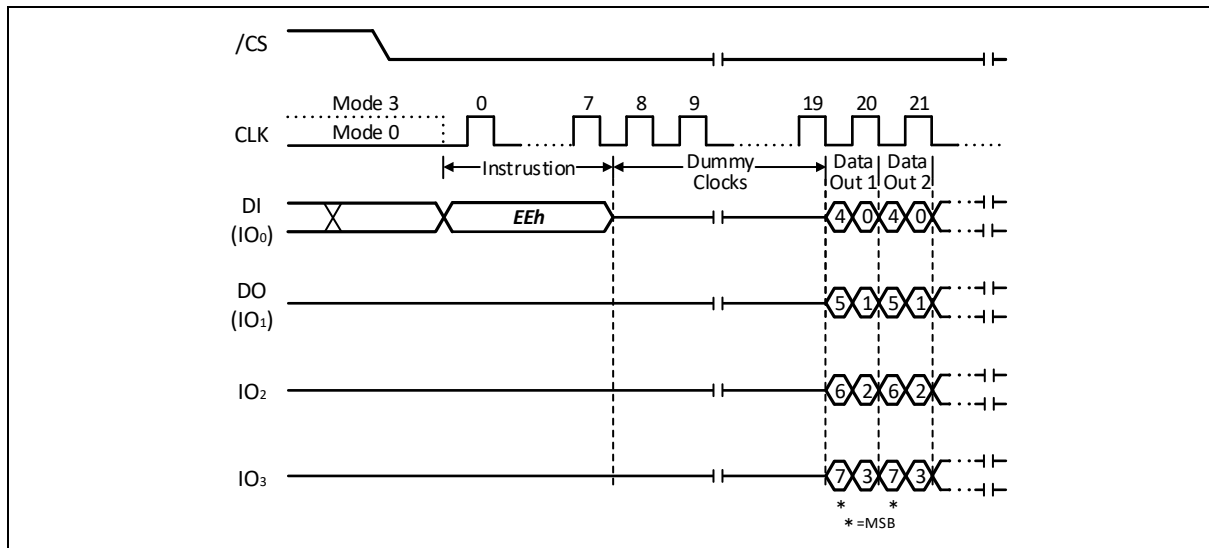 /CS
Mode 3 0 7 8 9 19 20 21
CLK Mode 0
Instrustion Dummy Clocks Data Out 1 Data Out 2
DI (IO0) EEh 4 0 4 0
DO (IO1) 5 1 5 1
IO2 6 2 6 2
IO3 7 3 7 3
* *
* =MSB